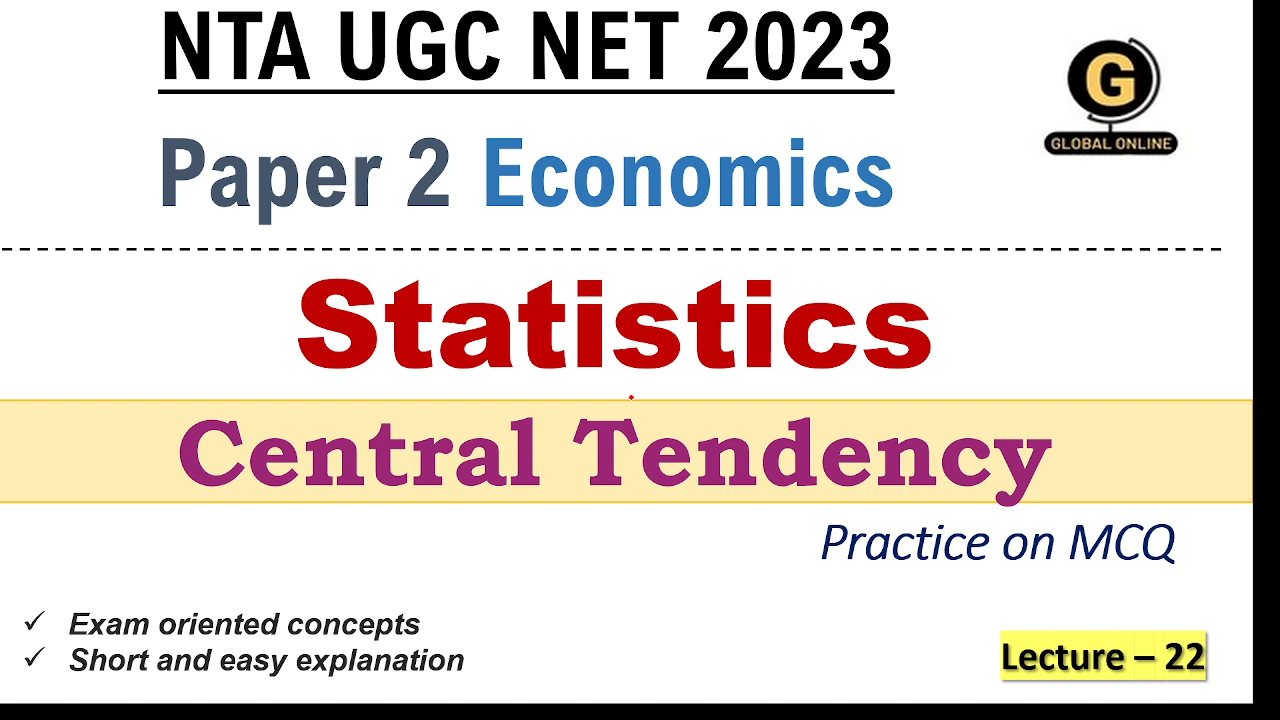 NTA UGC NET 2023
G
GLOBAL ONLINE
Paper 2 Economics
Statistics
Central Tendency
Practice on MCQ
✓ Exam oriented concepts
✓ Short and easy explanation
Lecture – 22